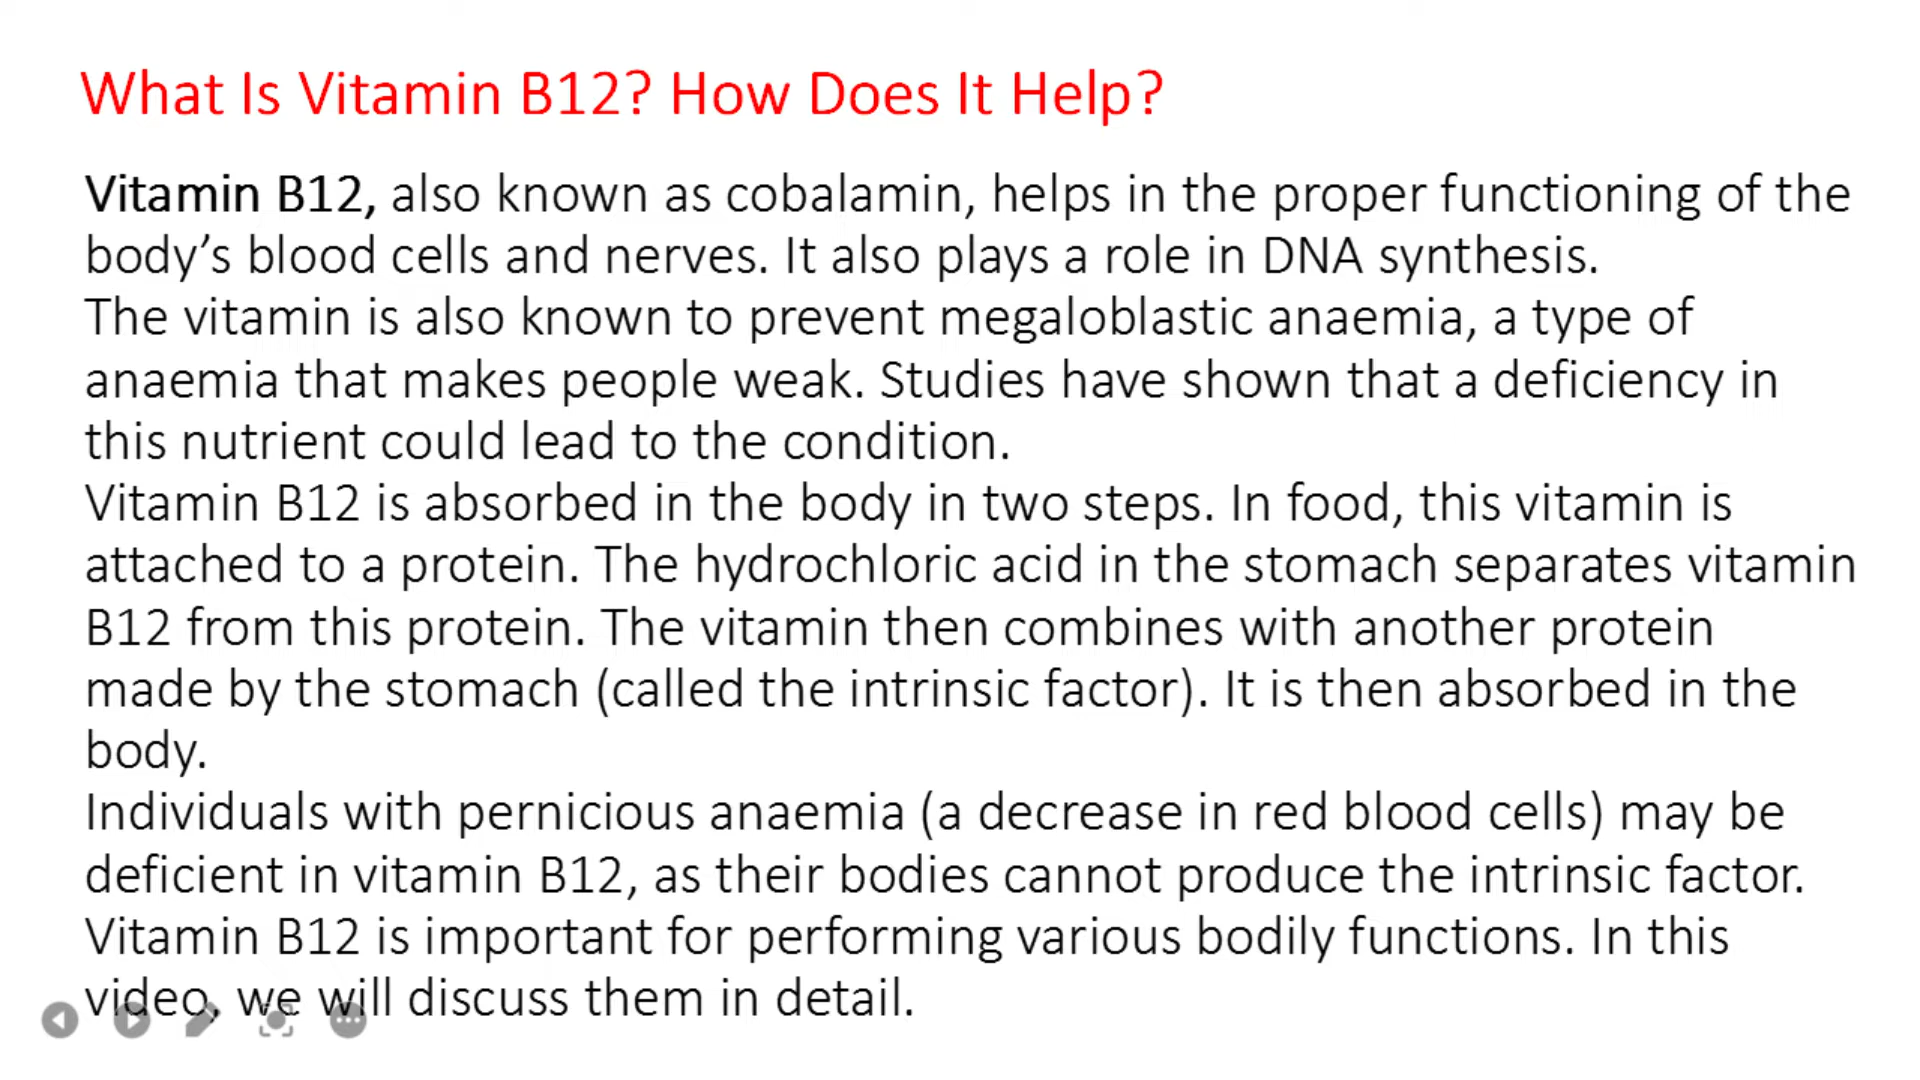 What Is Vitamin B12? How Does It Help?
Vitamin B12, also known as cobalamin, helps in the proper functioning of the
body’s blood cells and nerves. It also plays a role in DNA synthesis.
The vitamin is also known to prevent megaloblastic anaemia, a type of
anaemia that makes people weak. Studies have shown that a deficiency in
this nutrient could lead to the condition.
Vitamin B12 is absorbed in the body in two steps. In food, this vitamin is
attached to a protein. The hydrochloric acid in the stomach separates vitamin
B12 from this protein. The vitamin then combines with another protein
made by the stomach (called the intrinsic factor). It is then absorbed in the
body.
Individuals with pernicious anaemia (a decrease in red blood cells) may be
deficient in vitamin B12, as their bodies cannot produce the intrinsic factor.
Vitamin B12 is important for performing various bodily functions. In this
video, we will discuss them in detail.